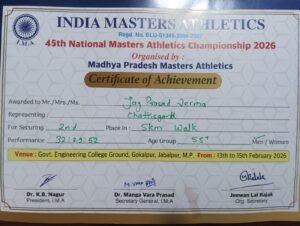 INDIA MASTERS ATHLETICS
I.M.A
45th National Masters Athletics Championship 2026
Organised by :
Madhya Pradesh Masters Athletics
Certificate of Achievement
Awarded to Mr./Mrs./Ms. Jay Prasad Verma
Representing : Chattisgarh
For Securing : 2nd Place in : 5km Walk
Performance 32:29.52 Age Group : 55+ Men / Women
Venue : Govt. Engineering College Ground, Gokalpur, Jabalpur, M.P. From : 13th to 15th February 2026
Dr. K.B. Nagur Dr. Manga Vara Prasad Jeewan Lal Rajak
President, I.M.A Secretary General, I.M.A Org. Secretary